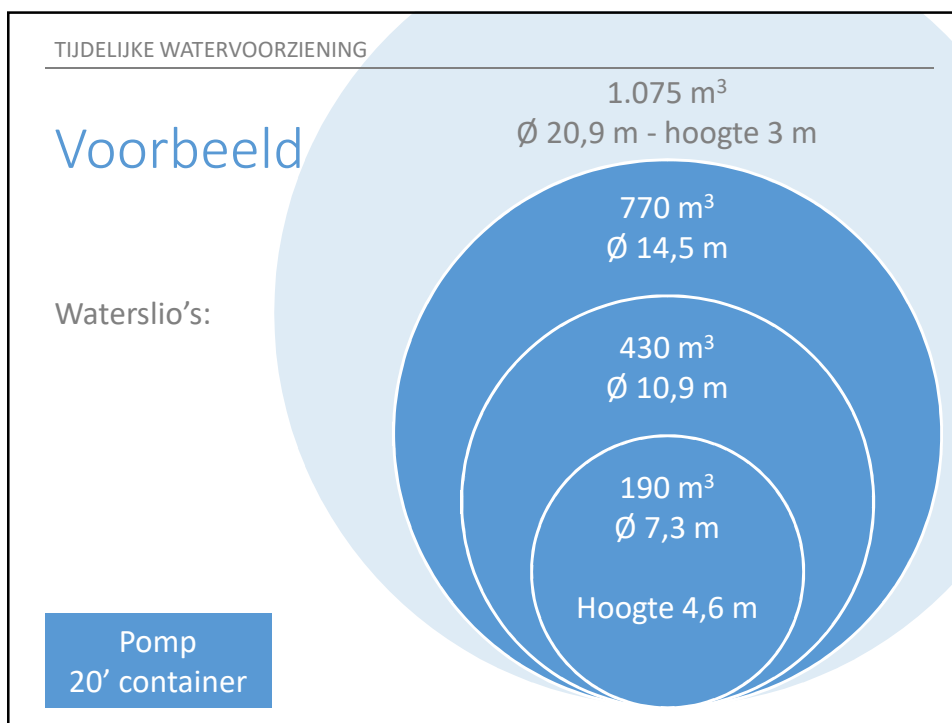 TIJDELIJKE WATERVOORZIENING
Voorbeeld
Waterslio’s:
1.075 m³
Ø 20,9 m - hoogte 3 m
770 m³
Ø 14,5 m
430 m³
Ø 10,9 m
190 m³
Ø 7,3 m
Hoogte 4,6 m
Pomp
20’ container